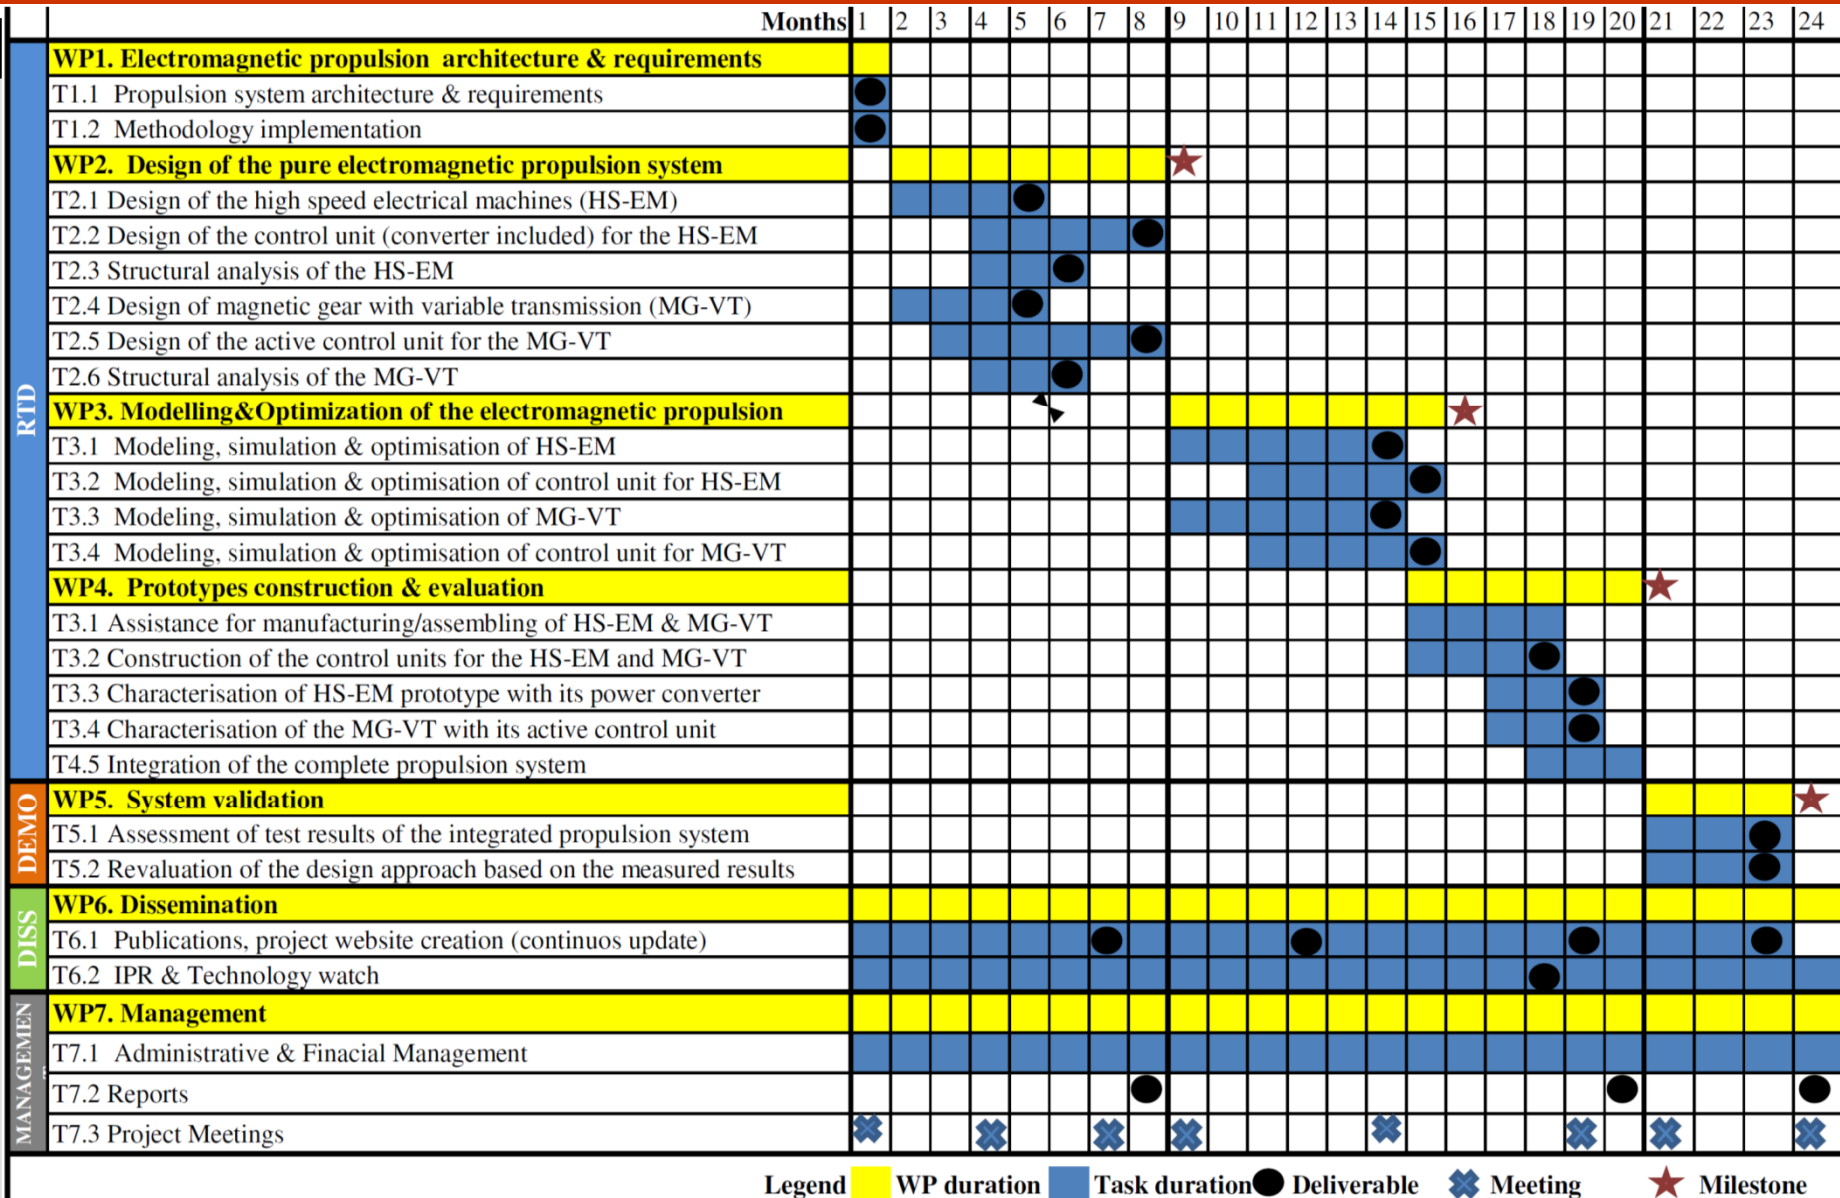 Months 1 2 3 4 5 6 7 8 9 10 11 12 13 14 15 16 17 18 19 20 21 22 23 24
RTD
WP1. Electromagnetic propulsion architecture & requirements
T1.1 Propulsion system architecture & requirements
T1.2 Methodology implementation
WP2. Design of the pure electromagnetic propulsion system
T2.1 Design of the high speed electrical machines (HS-EM)
T2.2 Design of the control unit (converter included) for the HS-EM
T2.3 Structural analysis of the HS-EM
T2.4 Design of magnetic gear with variable transmission (MG-VT)
T2.5 Design of the active control unit for the MG-VT
T2.6 Structural analysis of the MG-VT
WP3. Modelling&Optimization of the electromagnetic propulsion
T3.1 Modeling, simulation & optimisation of HS-EM
T3.2 Modeling, simulation & optimisation of control unit for HS-EM
T3.3 Modeling, simulation & optimisation of MG-VT
T3.4 Modeling, simulation & optimisation of control unit for MG-VT
WP4. Prototypes construction & evaluation
T3.1 Assistance for manufacturing/assembling of HS-EM & MG-VT
T3.2 Construction of the control units for the HS-EM and MG-VT
T3.3 Characterisation of HS-EM prototype with its power converter
T3.4 Characterisation of the MG-VT with its active control unit
T4.5 Integration of the complete propulsion system
DEMO
WP5. System validation
T5.1 Assessment of test results of the integrated propulsion system
T5.2 Revaluation of the design approach based on the measured results
DISS
WP6. Dissemination
T6.1 Publications, project website creation (continuos update)
T6.2 IPR & Technology watch
MANAGEMEN
WP7. Management
T7.1 Administrative & Finacial Management
T7.2 Reports
T7.3 Project Meetings
Legend WP duration Task duration Deliverable Meeting Milestone